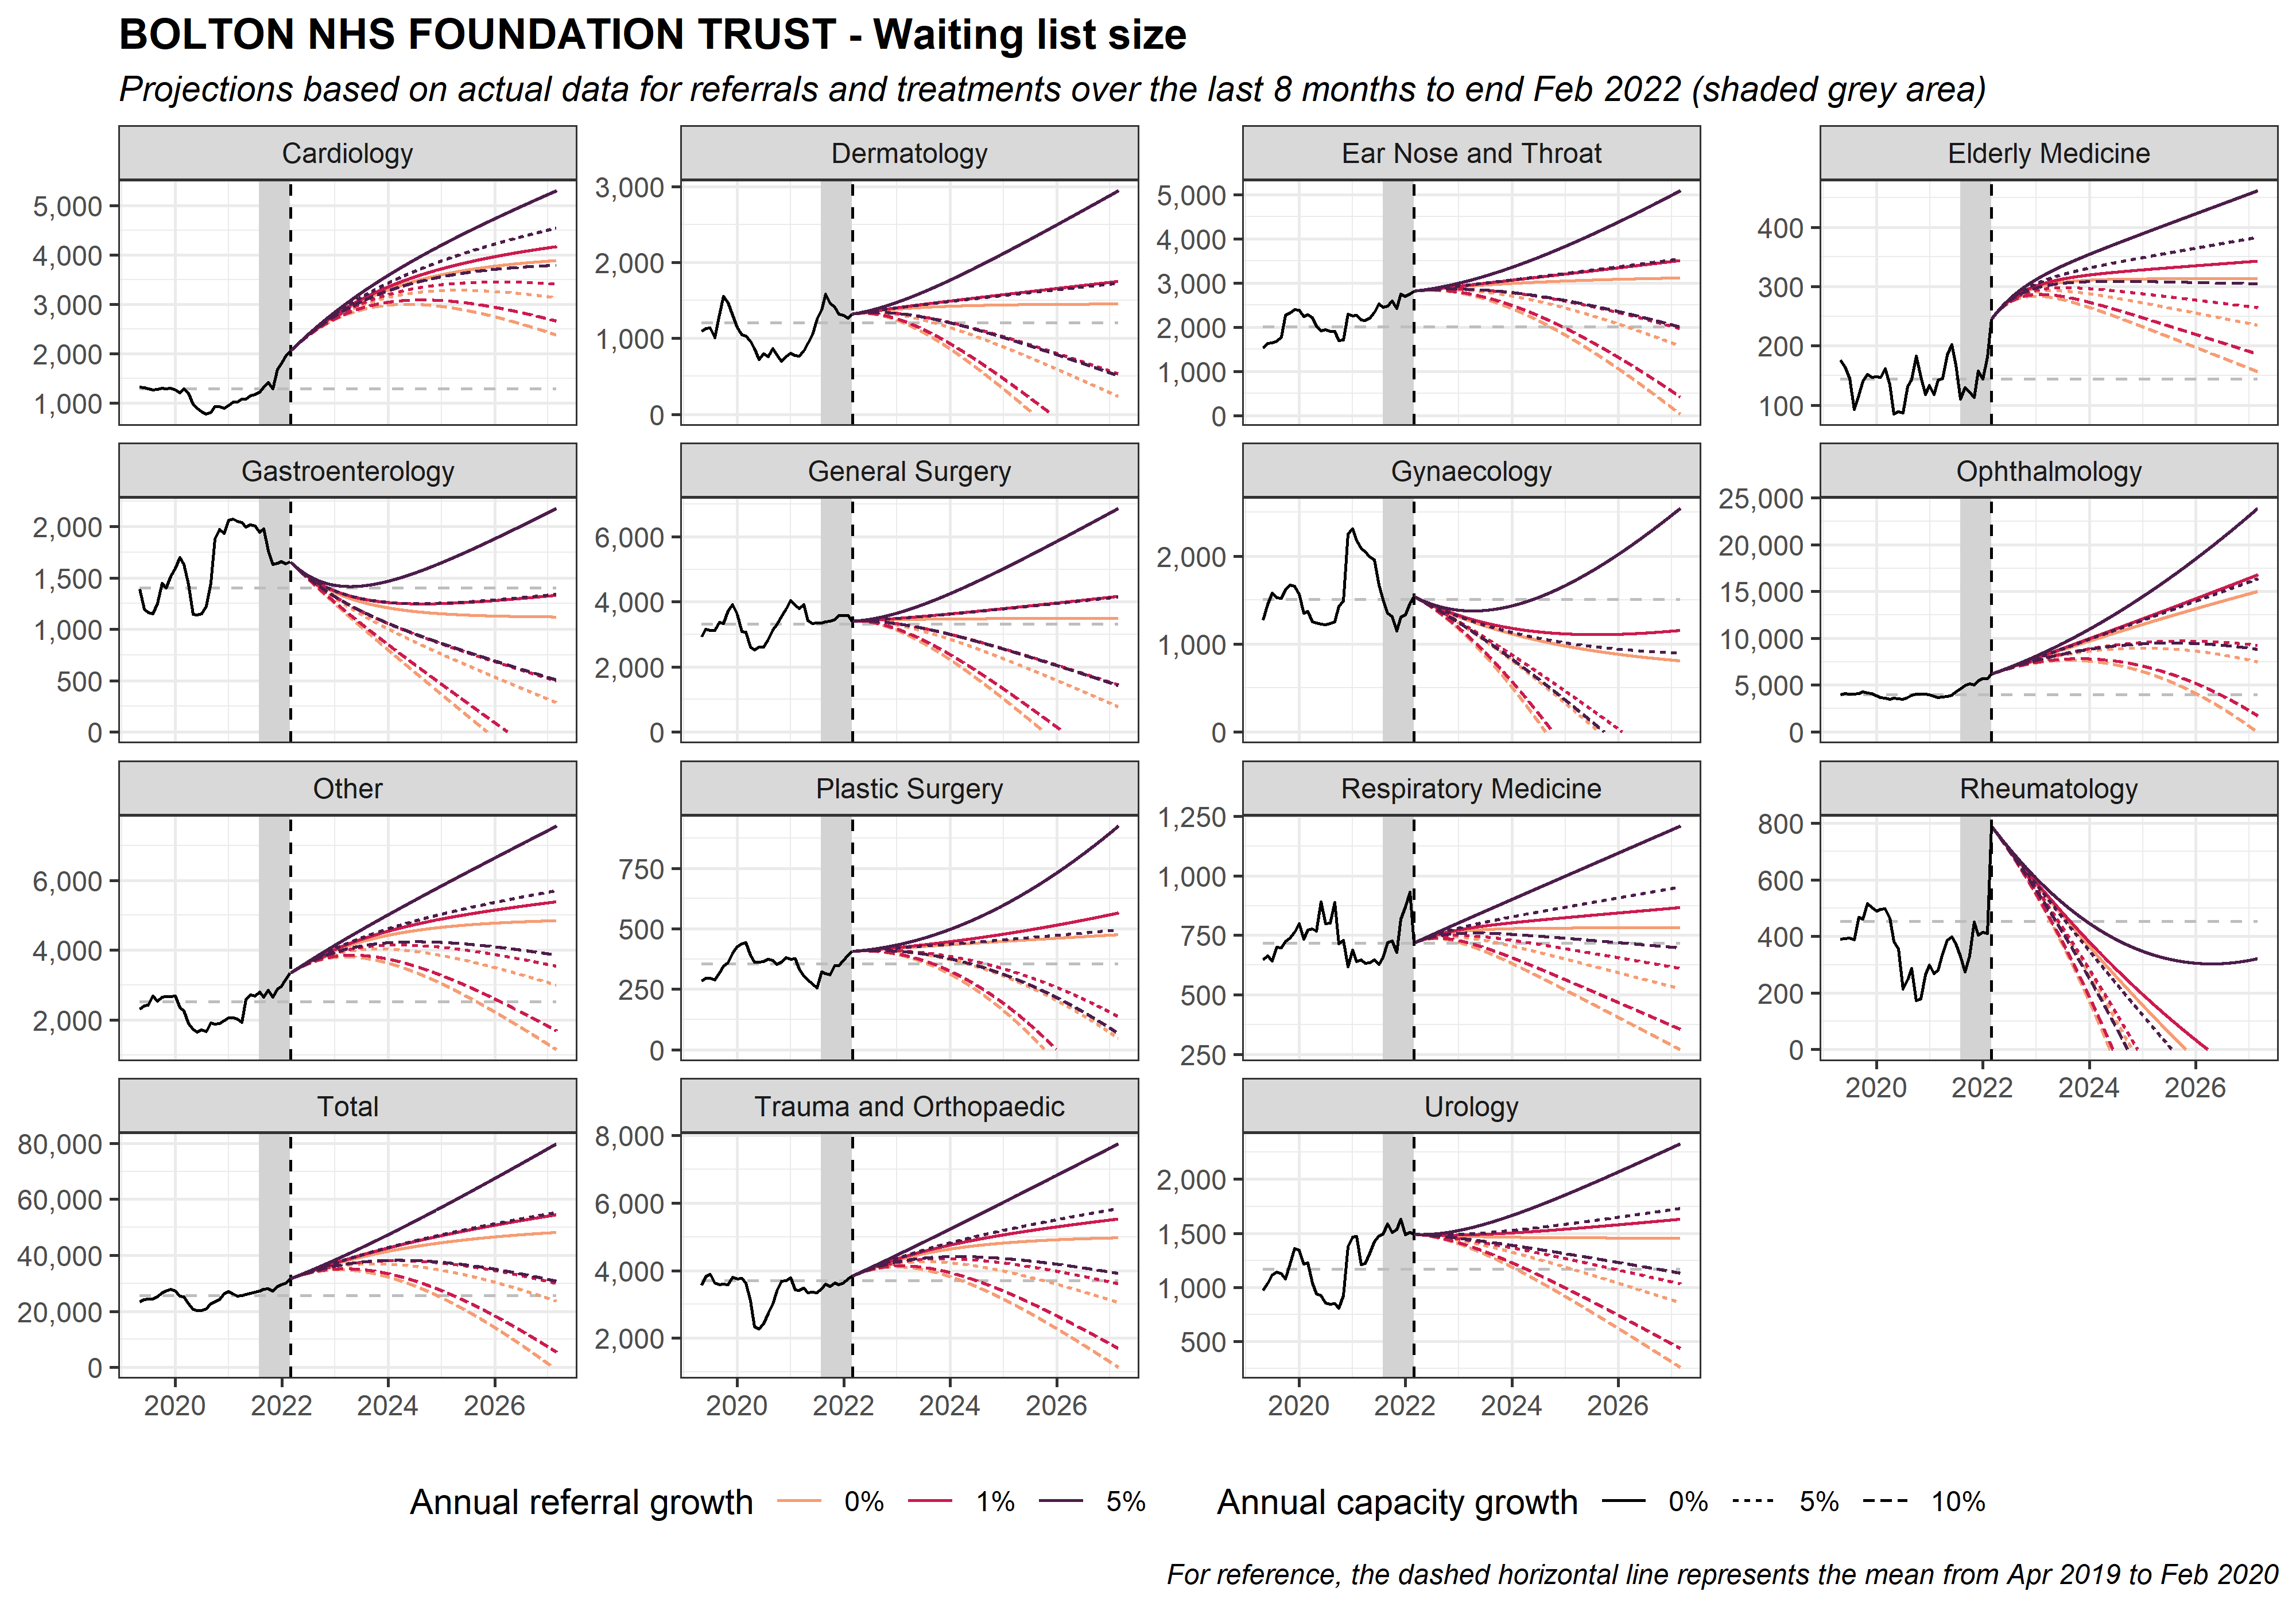 BOLTON NHS FOUNDATION TRUST - Waiting list size
Projections based on actual data for referrals and treatments over the last 8 months to end Feb 2022 (shaded grey area)
Cardiology
5,000
4,000
3,000
2,000
1,000
Dermatology
3,000
2,000
1,000
0
Ear Nose and Throat
5,000
4,000
3,000
2,000
1,000
0
Elderly Medicine
400
300
200
100
Gastroenterology
2,000
1,500
1,000
500
0
General Surgery
6,000
4,000
2,000
0
Gynaecology
2,000
1,000
0
Ophthalmology
25,000
20,000
15,000
10,000
5,000
0
Other
6,000
4,000
2,000
Plastic Surgery
750
500
250
0
Respiratory Medicine
1,250
1,000
750
500
250
Rheumatology
800
600
400
200
0
2020 2022 2024 2026
Total
80,000
60,000
40,000
20,000
0
2020 2022 2024 2026
Trauma and Orthopaedic
8,000
6,000
4,000
2,000
2020 2022 2024 2026
Urology
2,000
1,500
1,000
500
2020 2022 2024 2026
Annual referral growth 0% 1% 5% Annual capacity growth 0% 5% 10%
For reference, the dashed horizontal line represents the mean from Apr 2019 to Feb 2020